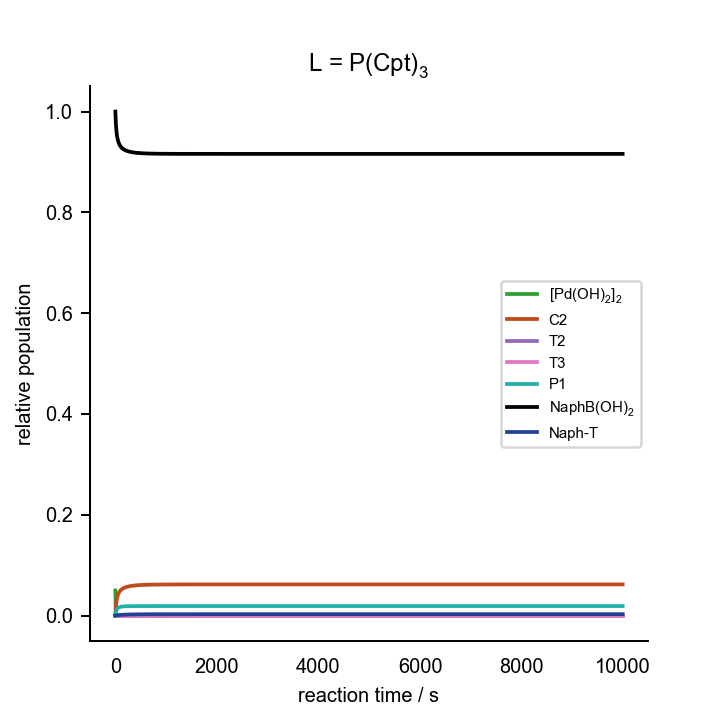 L = P(Cpt)₃
relative population
1.0
0.8
0.6
0.4
0.2
0.0
[Pd(OH)₂]₂
C2
T2
T3
P1
NaphB(OH)₂
Naph-T
0 2000 4000 6000 8000 10000
reaction time / s